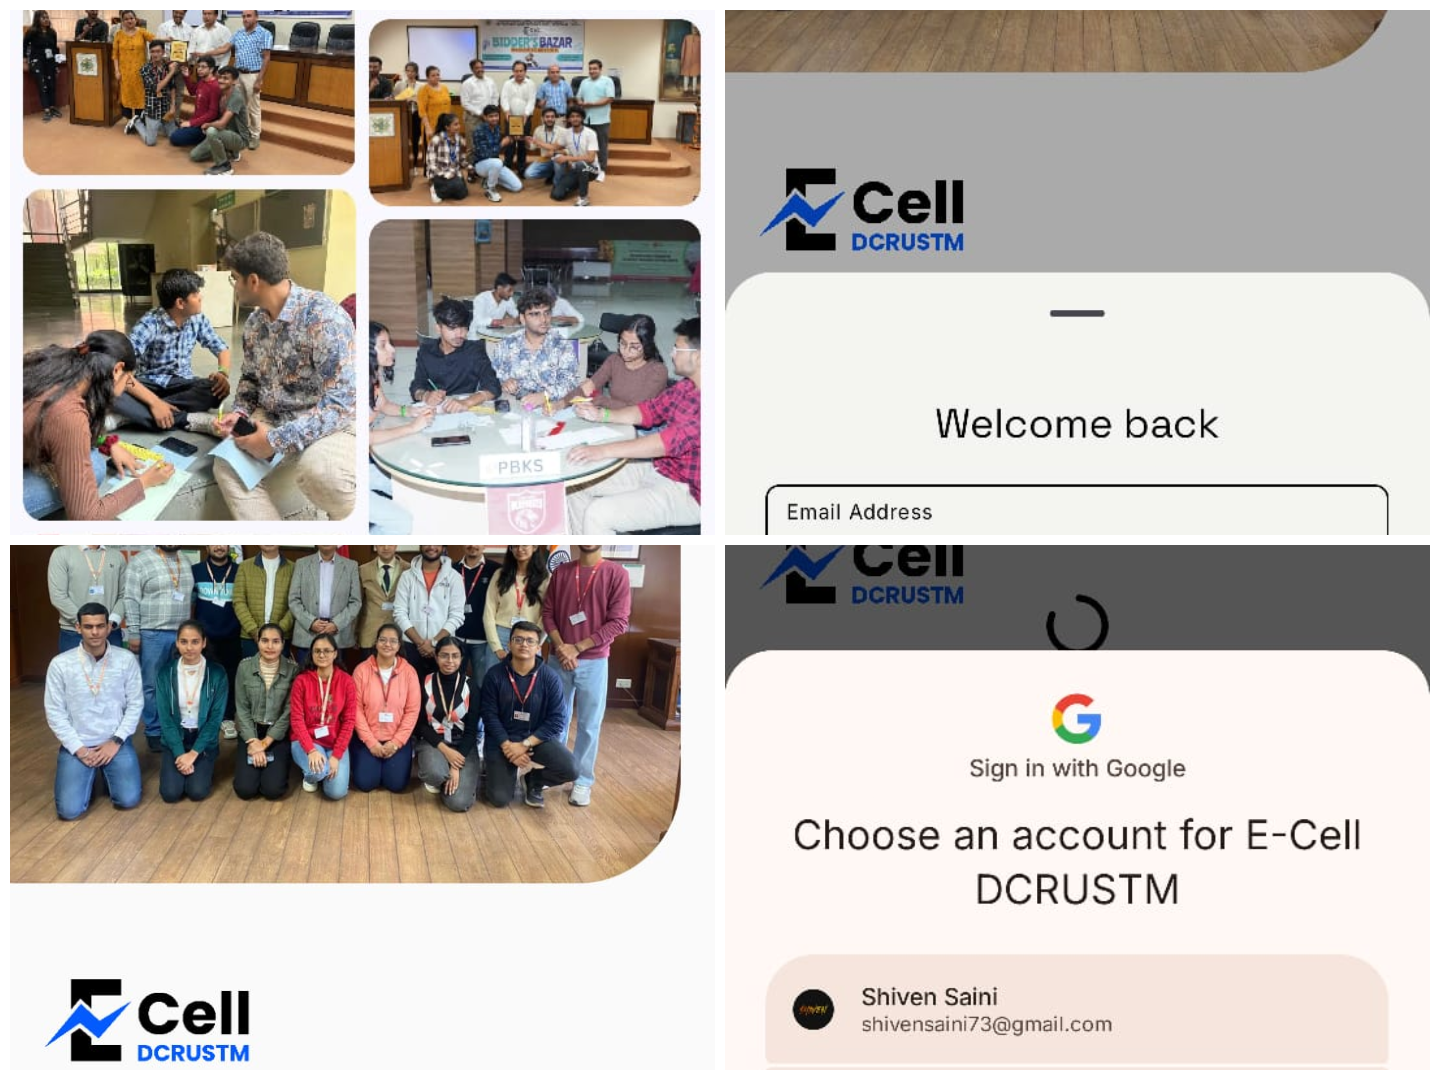 BIDDER'S BAZAR
PBKS
Cell
DCRUSTM
Welcome back
Email Address
Cell
DCRUSTM
Cell
DCRUSTM
Sign in with Google
Choose an account for E-Cell
DCRUSTM
SHIVEN
Shiven Saini
shivensaini73@gmail.com